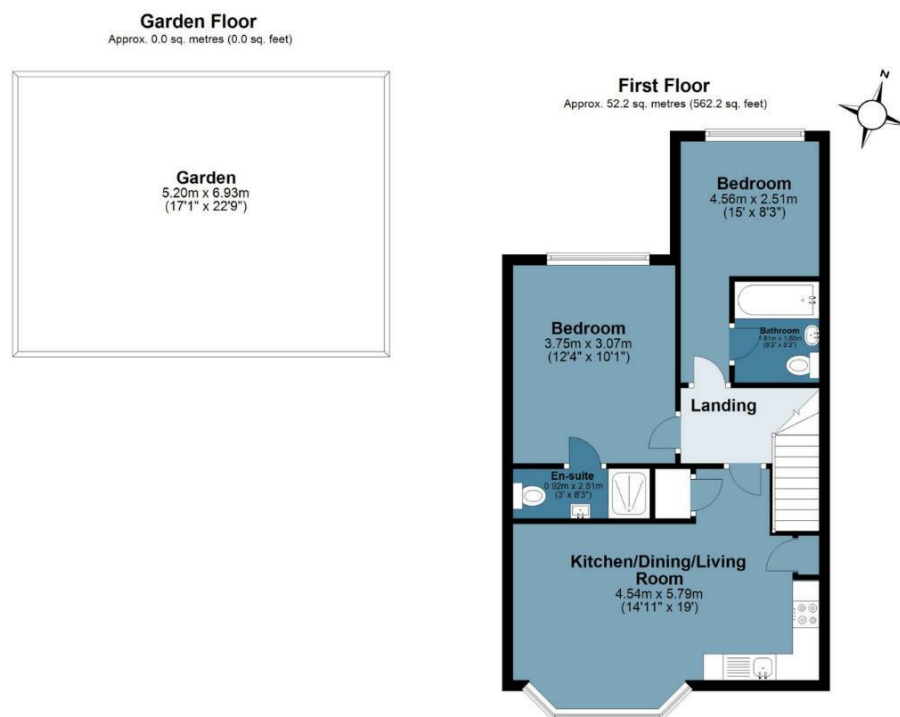 Garden Floor
Approx. 0.0 sq. metres (0.0 sq. feet)
Garden
5.20m x 6.93m
(17'1" x 22'9")
First Floor
Approx. 52.2 sq. metres (562.2 sq. feet)
N
Bedroom
4.56m x 2.51m
(15' x 8'3")
Bedroom
3.75m x 3.07m
(12'4" x 10'1")
Bathroom
Landing
En-suite
0.92m x 2.51m
(3' x 8'3")
Kitchen/Dining/Living
Room
4.54m x 5.79m
(14'11" x 19')